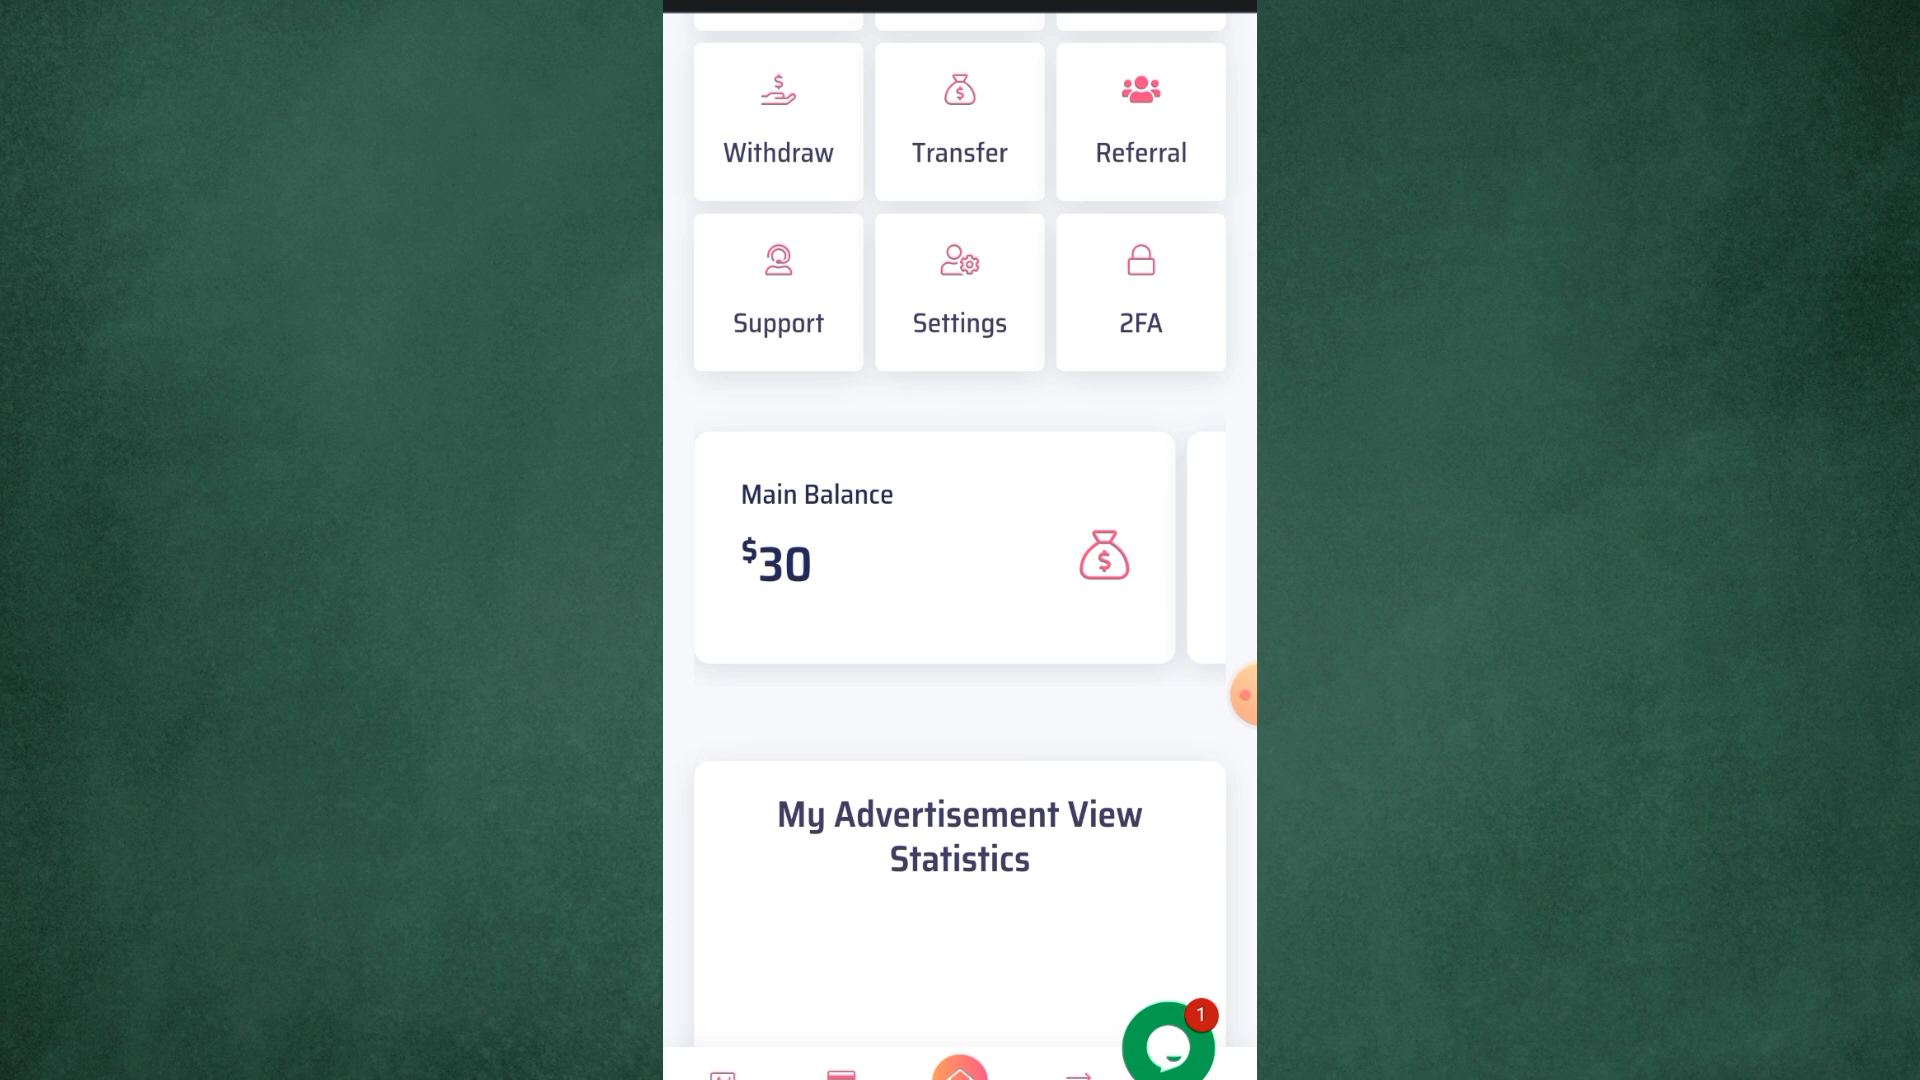 Withdraw
Transfer
Referral
Support
Settings
2FA
Main Balance
$30
My Advertisement View
Statistics
1